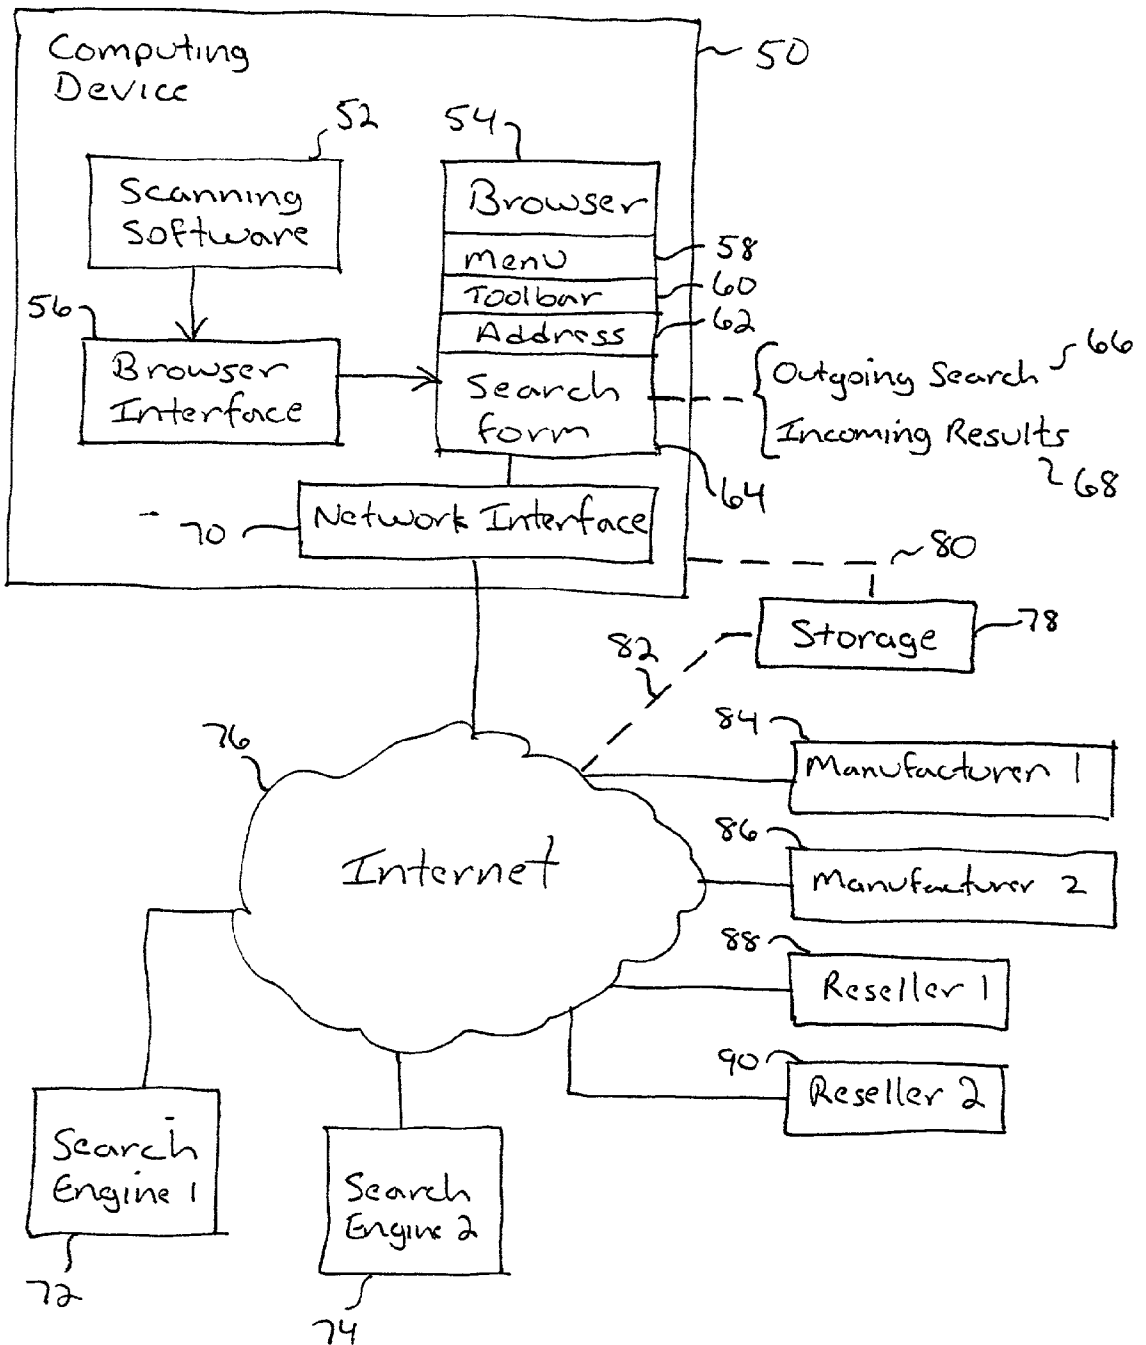 Computing
Device
50
52
54
Scanning
Software
Browser
Menu
58
Toolbar
60
Address
62
56
Browser
Interface
Search
form
64
Outgoing Search
66
Incoming Results
68
70
Network Interface
80
Storage
78
82
76
Internet
84
Manufacturer 1
86
Manufacturer 2
88
Reseller 1
90
Reseller 2
Search
Engine 1
72
Search
Engine 2
74